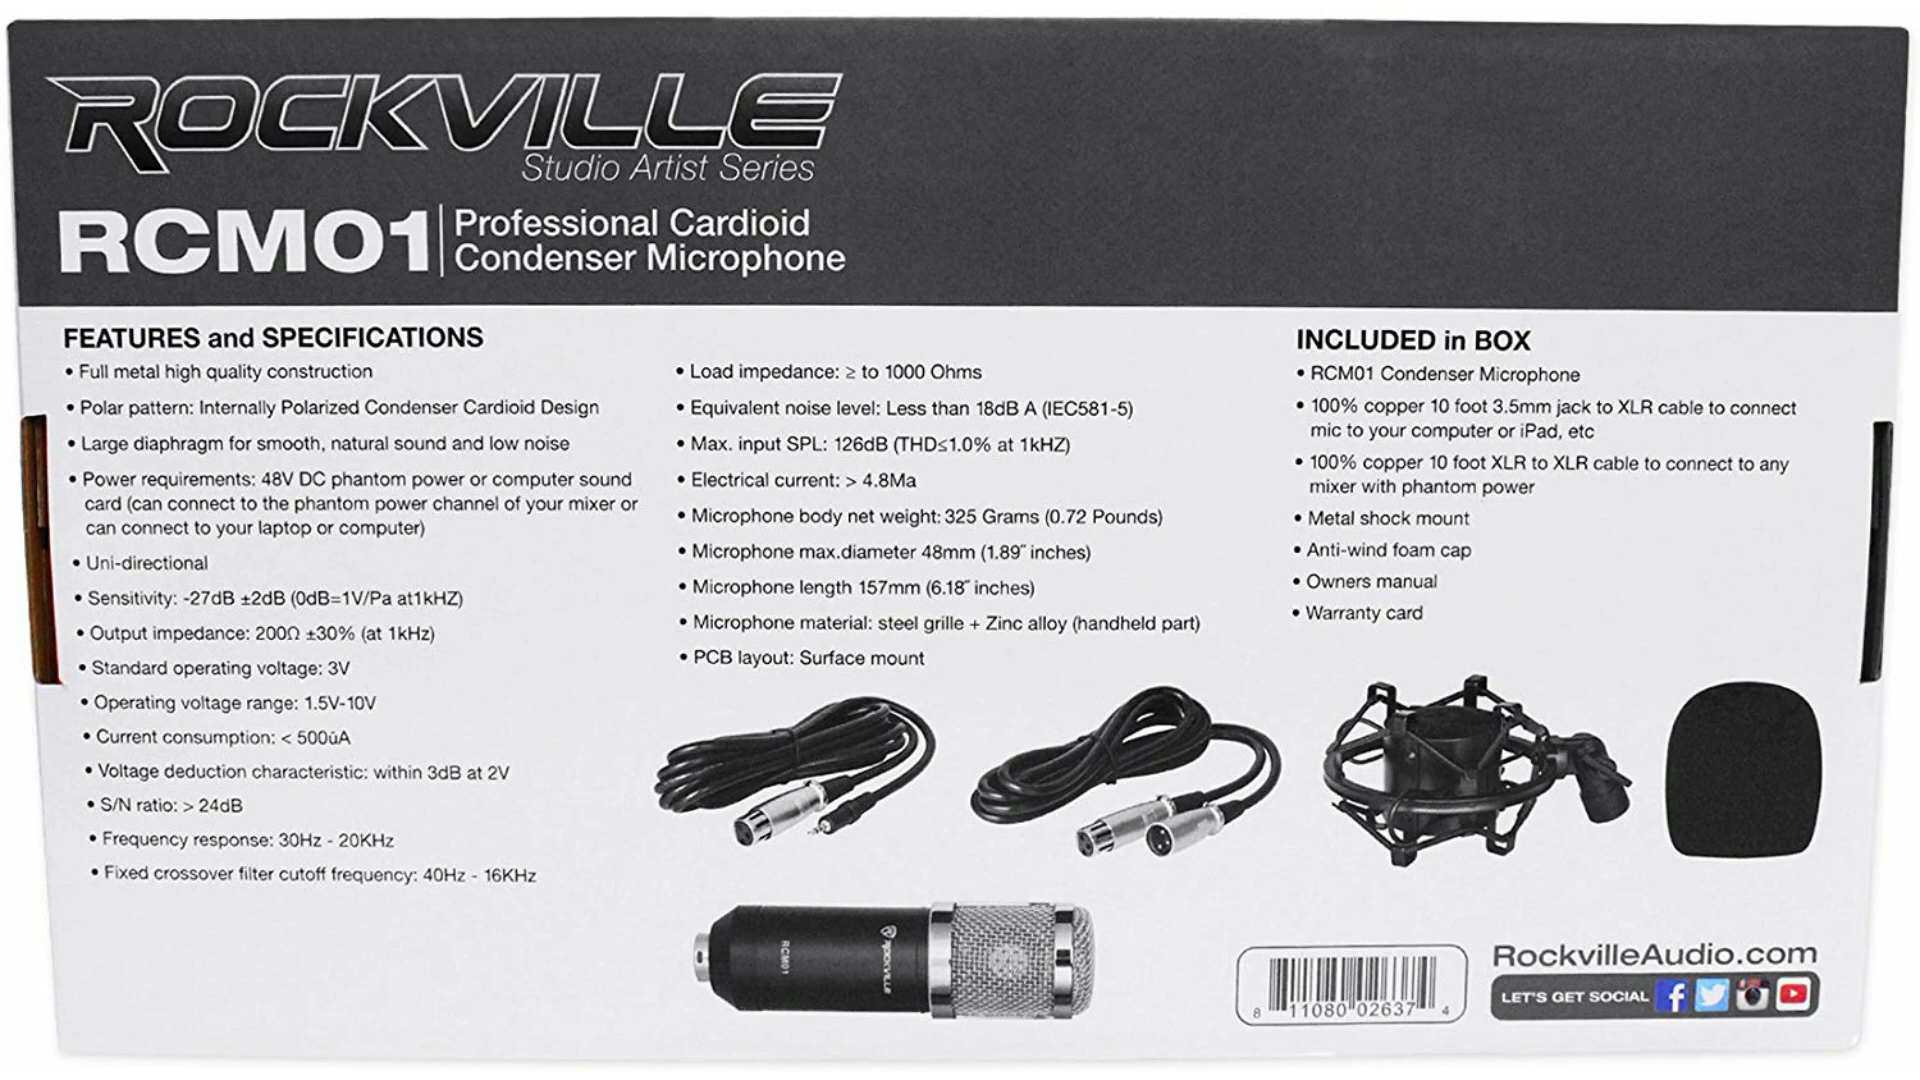 ROCKVILLE
Studio Artist Series
RCM01
Professional Cardioid
Condenser Microphone
FEATURES and SPECIFICATIONS
• Full metal high quality construction
• Polar pattern: Internally Polarized Condenser Cardioid Design
• Large diaphragm for smooth, natural sound and low noise
• Power requirements: 48V DC phantom power or computer sound
card (can connect to the phantom power channel of your mixer or
can connect to your laptop or computer)
• Uni-directional
• Sensitivity: -27dB ±2dB (0dB=1V/Pa at1kHZ)
• Output impedance: 200Ω ±30% (at 1kHz)
• Standard operating voltage: 3V
• Operating voltage range: 1.5V-10V
• Current consumption: < 500ùA
• Voltage deduction characteristic: within 3dB at 2V
• S/N ratio: > 24dB
• Frequency response: 30Hz - 20KHz
• Fixed crossover filter cutoff frequency: 40Hz - 16KHz
• Load impedance: ≥ to 1000 Ohms
• Equivalent noise level: Less than 18dB A (IEC581-5)
• Max. input SPL: 126dB (THD≤1.0% at 1kHZ)
• Electrical current: > 4.8Ma
• Microphone body net weight: 325 Grams (0.72 Pounds)
• Microphone max.diameter 48mm (1.89˝ inches)
• Microphone length 157mm (6.18˝ inches)
• Microphone material: steel grille + Zinc alloy (handheld part)
• PCB layout: Surface mount
INCLUDED in BOX
• RCM01 Condenser Microphone
• 100% copper 10 foot 3.5mm jack to XLR cable to connect
mic to your computer or iPad, etc
• 100% copper 10 foot XLR to XLR cable to connect to any
mixer with phantom power
• Metal shock mount
• Anti-wind foam cap
• Owners manual
• Warranty card
RCM01
ROCKVILLE
8 11080 02637 4
RockvilleAudio.com
LET'S GET SOCIAL